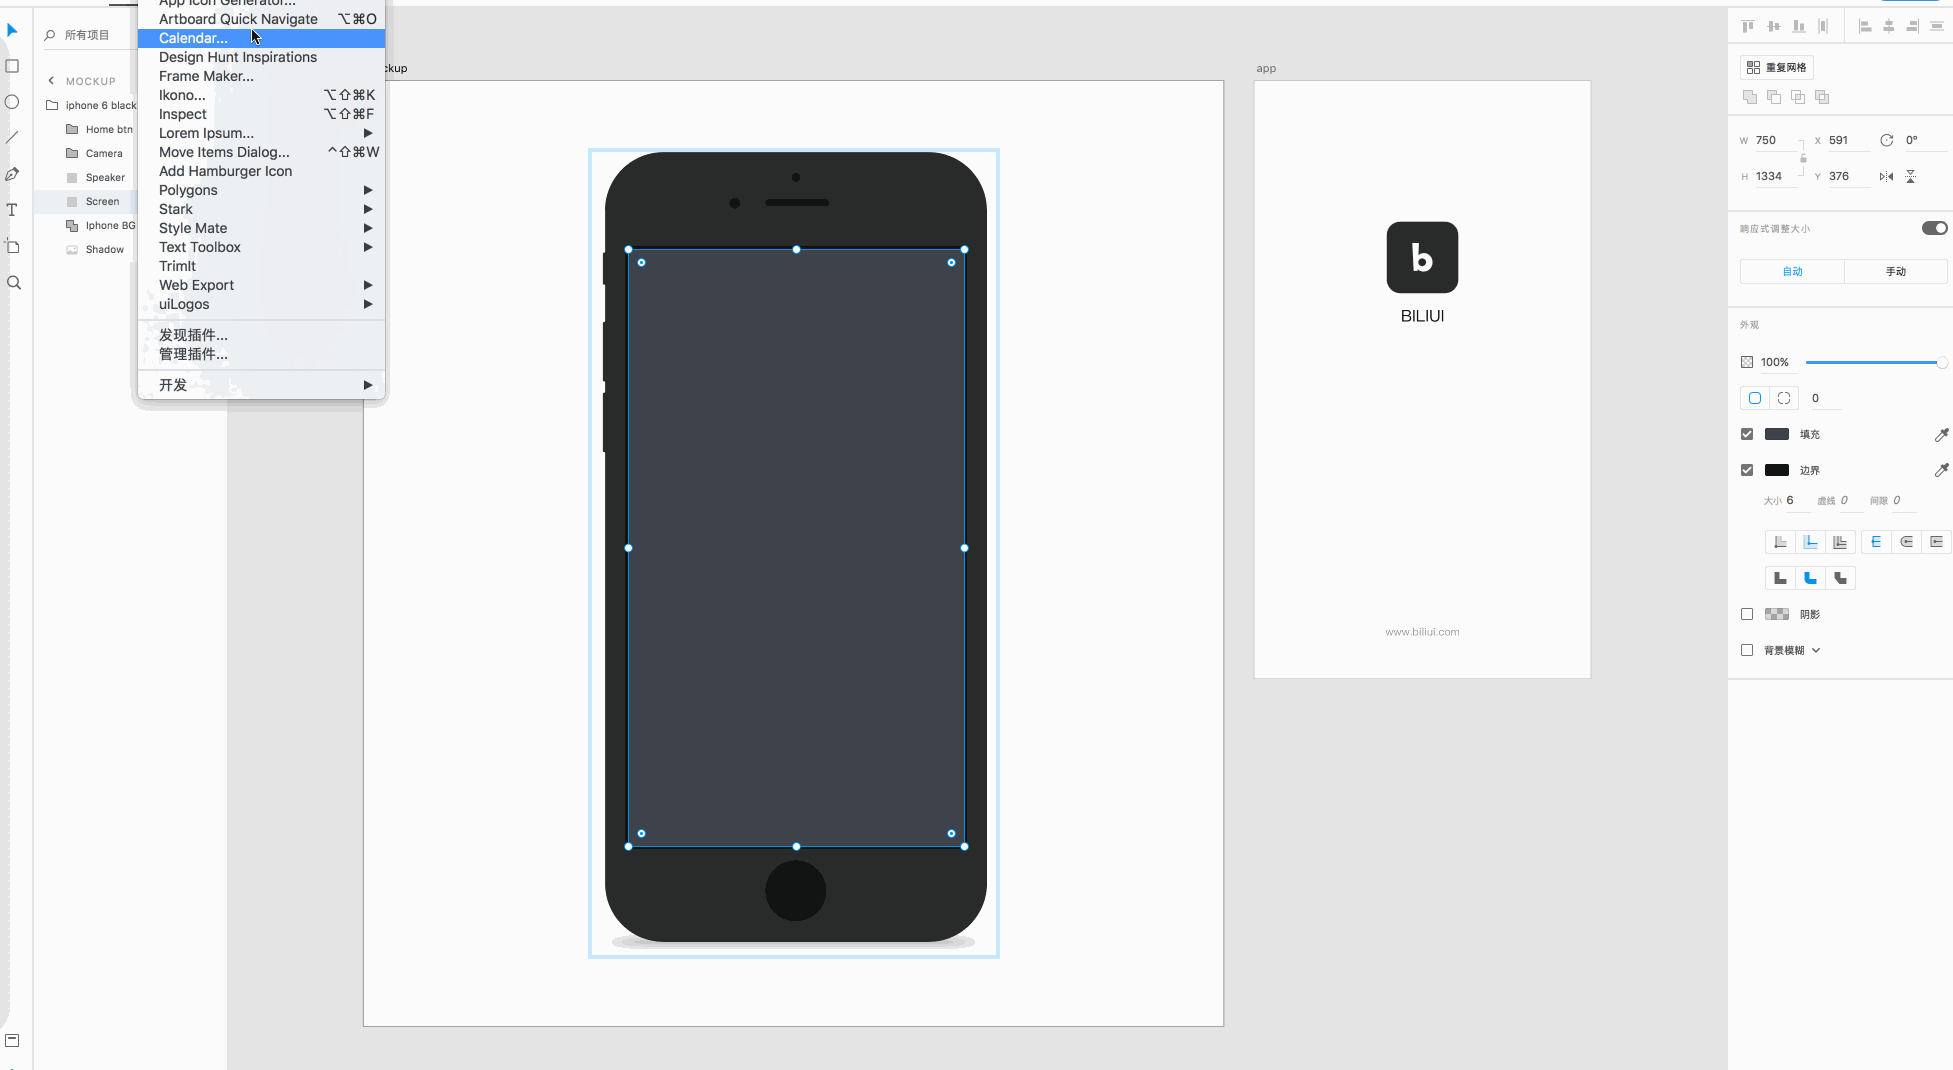 App Icon Generator...
Artboard Quick Navigate ⌥⌘O
Calendar...
Design Hunt Inspirations
Frame Maker...
Ikono... ⌥⇧⌘K
Inspect ⌥⇧⌘F
Lorem Ipsum...
Move Items Dialog... ^⇧⌘W
Add Hamburger Icon
Polygons
Stark
Style Mate
Text Toolbox
TrimIt
Web Export
uiLogos
发现插件...
管理插件...
开发
所有项目
MOCKUP
iphone 6 black
Home btn
Camera
Speaker
Screen
Iphone BG
Shadow
ckup
app
b
BILIUI
www.biliui.com
重复网格
W 750 X 591 0°
H 1334 Y 376
响应式调整大小
自动 手动
外观
100%
0
填充
边界
大小 6 虚线 0 间隙 0
阴影
背景模糊